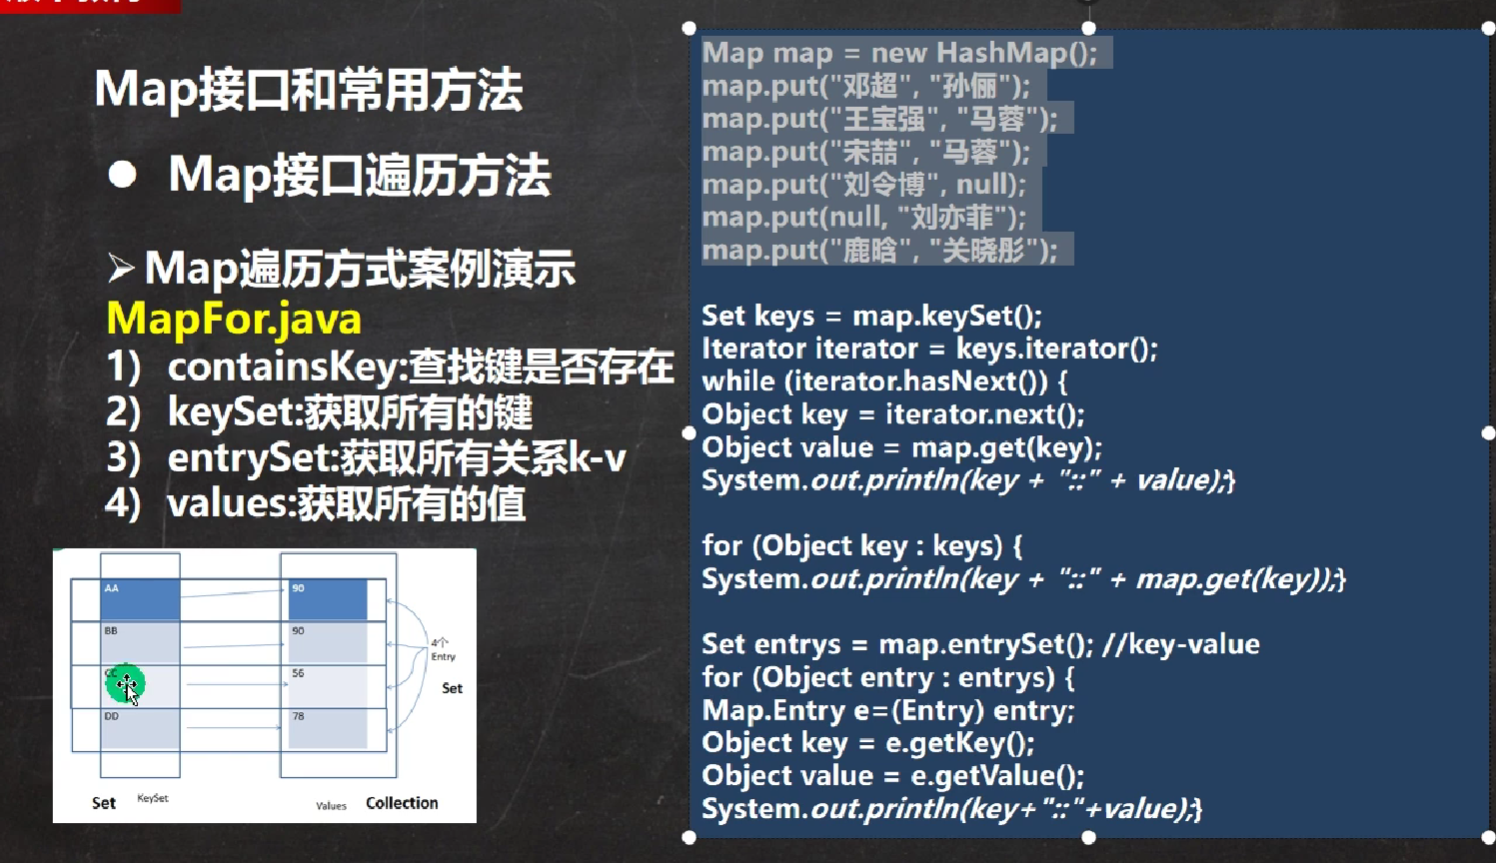 Map接口和常用方法
● Map接口遍历方法
➢ Map遍历方式案例演示
MapFor.java
1) containsKey:查找键是否存在
2) keySet:获取所有的键
3) entrySet:获取所有关系k-v
4) values:获取所有的值
AA 90
BB 90
CC 56
DD 78
4个
Entry
Set
Set KeySet Values Collection
Map map = new HashMap();
map.put("邓超", "孙俪");
map.put("王宝强", "马蓉");
map.put("宋喆", "马蓉");
map.put("刘令博", null);
map.put(null, "刘亦菲");
map.put("鹿晗", "关晓彤");
Set keys = map.keySet();
Iterator iterator = keys.iterator();
while (iterator.hasNext()) {
Object key = iterator.next();
Object value = map.get(key);
System.out.println(key + "::" + value);}
for (Object key : keys) {
System.out.println(key + "::" + map.get(key));}
Set entrys = map.entrySet(); //key-value
for (Object entry : entrys) {
Map.Entry e=(Entry) entry;
Object key = e.getKey();
Object value = e.getValue();
System.out.println(key+"::"+value);}